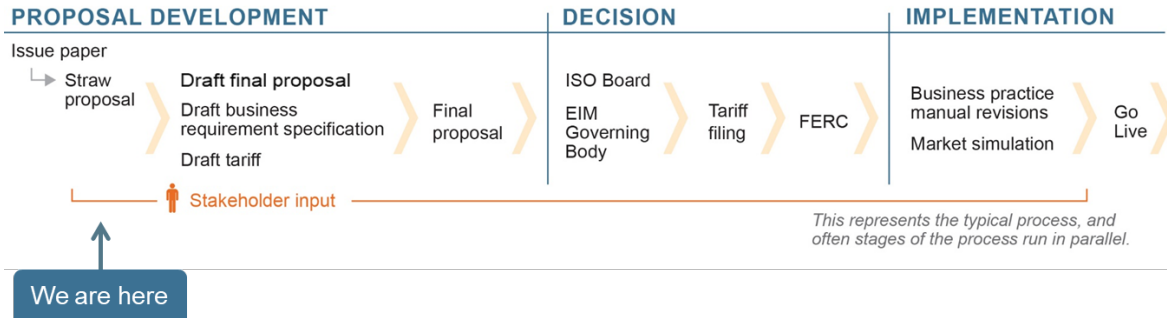 PROPOSAL DEVELOPMENT
Issue paper
Straw
proposal
Draft final proposal
Draft business
requirement specification
Draft tariff
Final
proposal
DECISION
ISO Board
EIM
Governing
Body
Tariff
filing
FERC
IMPLEMENTATION
Business practice
manual revisions
Market simulation
Go
Live
Stakeholder input
This represents the typical process, and
often stages of the process run in parallel.
We are here